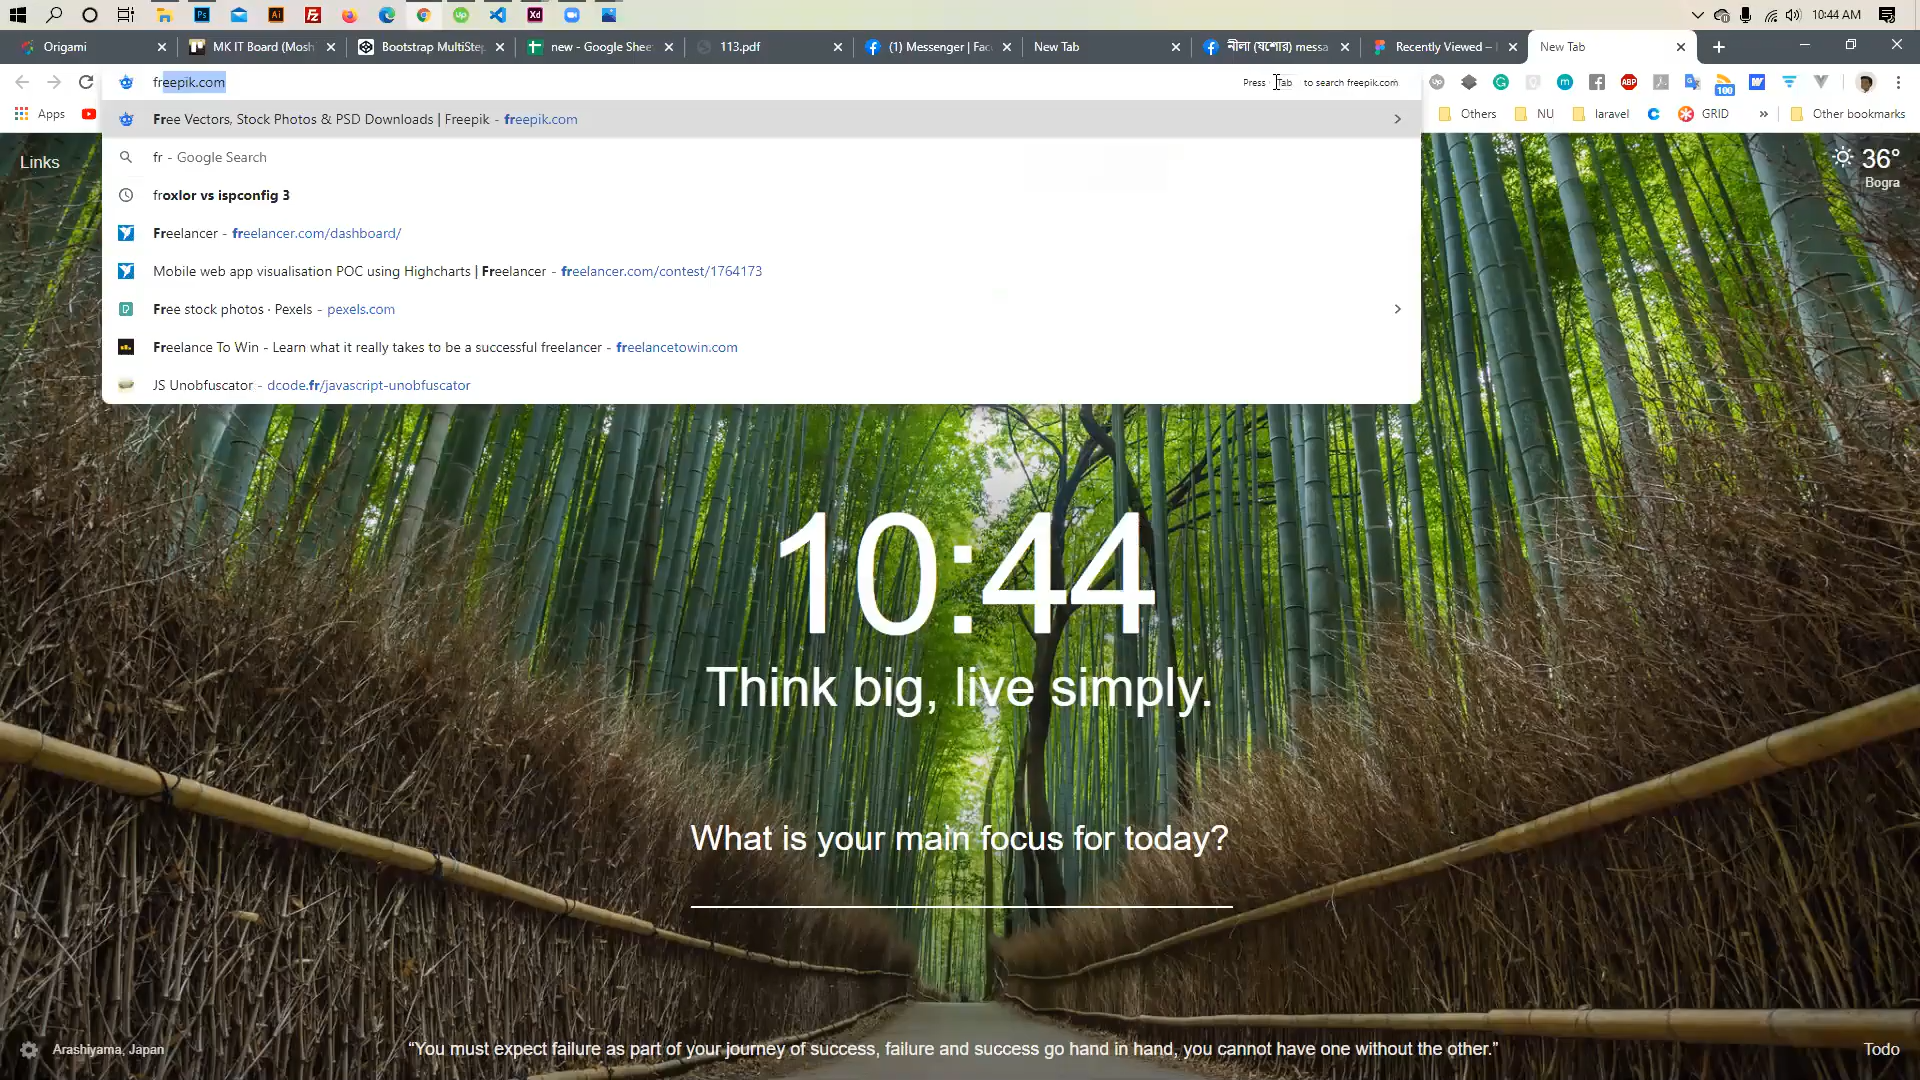 10:44 AM
Origami
MK IT Board (Mosh
Bootstrap MultiStep
new - Google Shee
113.pdf
(1) Messenger | Fac
New Tab
নীলা (যশোর) messa
Recently Viewed –
New Tab
freepik.com
Press Tab to search freepik.com
Apps
Others
NU
laravel
GRID
»
Other bookmarks
Free Vectors, Stock Photos & PSD Downloads | Freepik - freepik.com
fr - Google Search
froxlor vs ispconfig 3
Freelancer - freelancer.com/dashboard/
Mobile web app visualisation POC using Highcharts | Freelancer - freelancer.com/contest/1764173
Free stock photos · Pexels - pexels.com
Freelance To Win - Learn what it really takes to be a successful freelancer - freelancetowin.com
JS Unobfuscator - dcode.fr/javascript-unobfuscator
Links
36°
Bogra
10:44
Think big, live simply.
What is your main focus for today?
Arashiyama, Japan
“You must expect failure as part of your journey of success, failure and success go hand in hand, you cannot have one without the other.”
Todo